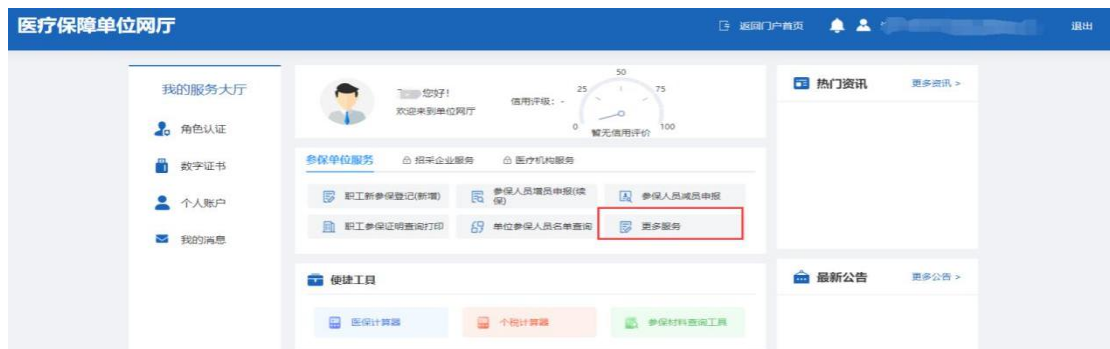 医疗保障单位网厅
返回门户首页
退出
我的服务大厅
角色认证
数字证书
个人账户
我的消息
您好!
欢迎来到单位网厅
信用评级: -
0
25
50
75
100
暂无信用评价
参保单位服务 招采企业服务 医疗机构服务
职工新参保登记(新增) 参保人员增员申报(续保) 参保人员减员申报
职工参保证明查询打印 单位参保人员名单查询 更多服务
便捷工具
医保计算器 个税计算器 参保材料查询工具
热门资讯 更多资讯 >
最新公告 更多公告 >